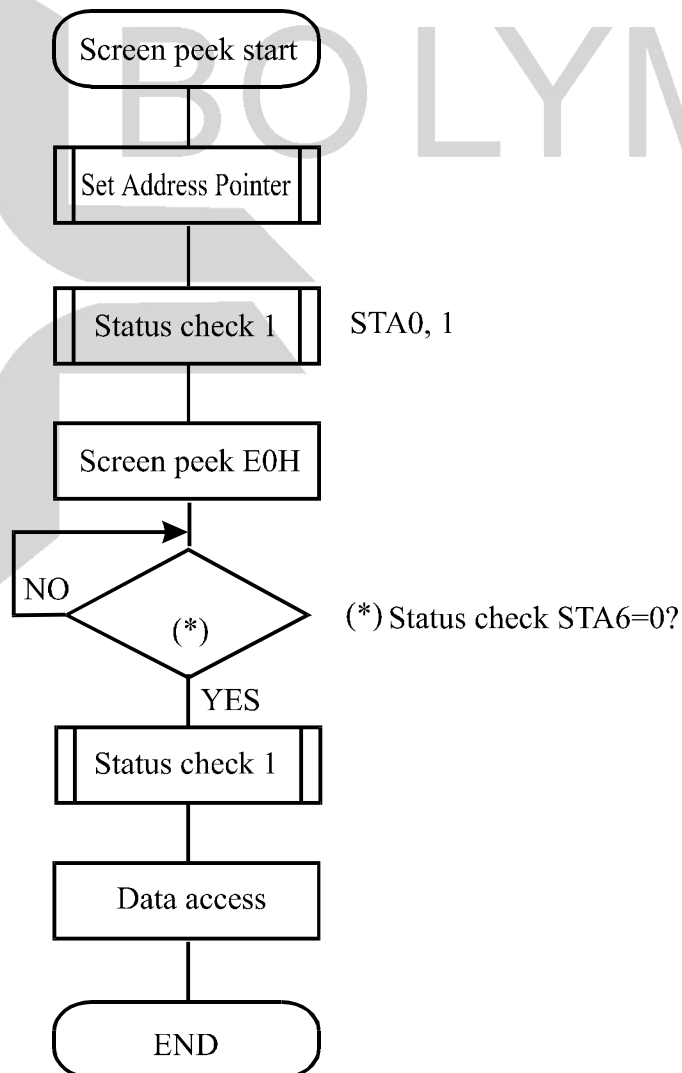 BOLYM
Screen peek start
Set Address Pointer
Status check 1
STA0, 1
Screen peek E0H
NO
(*)
(*) Status check STA6=0?
YES
Status check 1
Data access
END